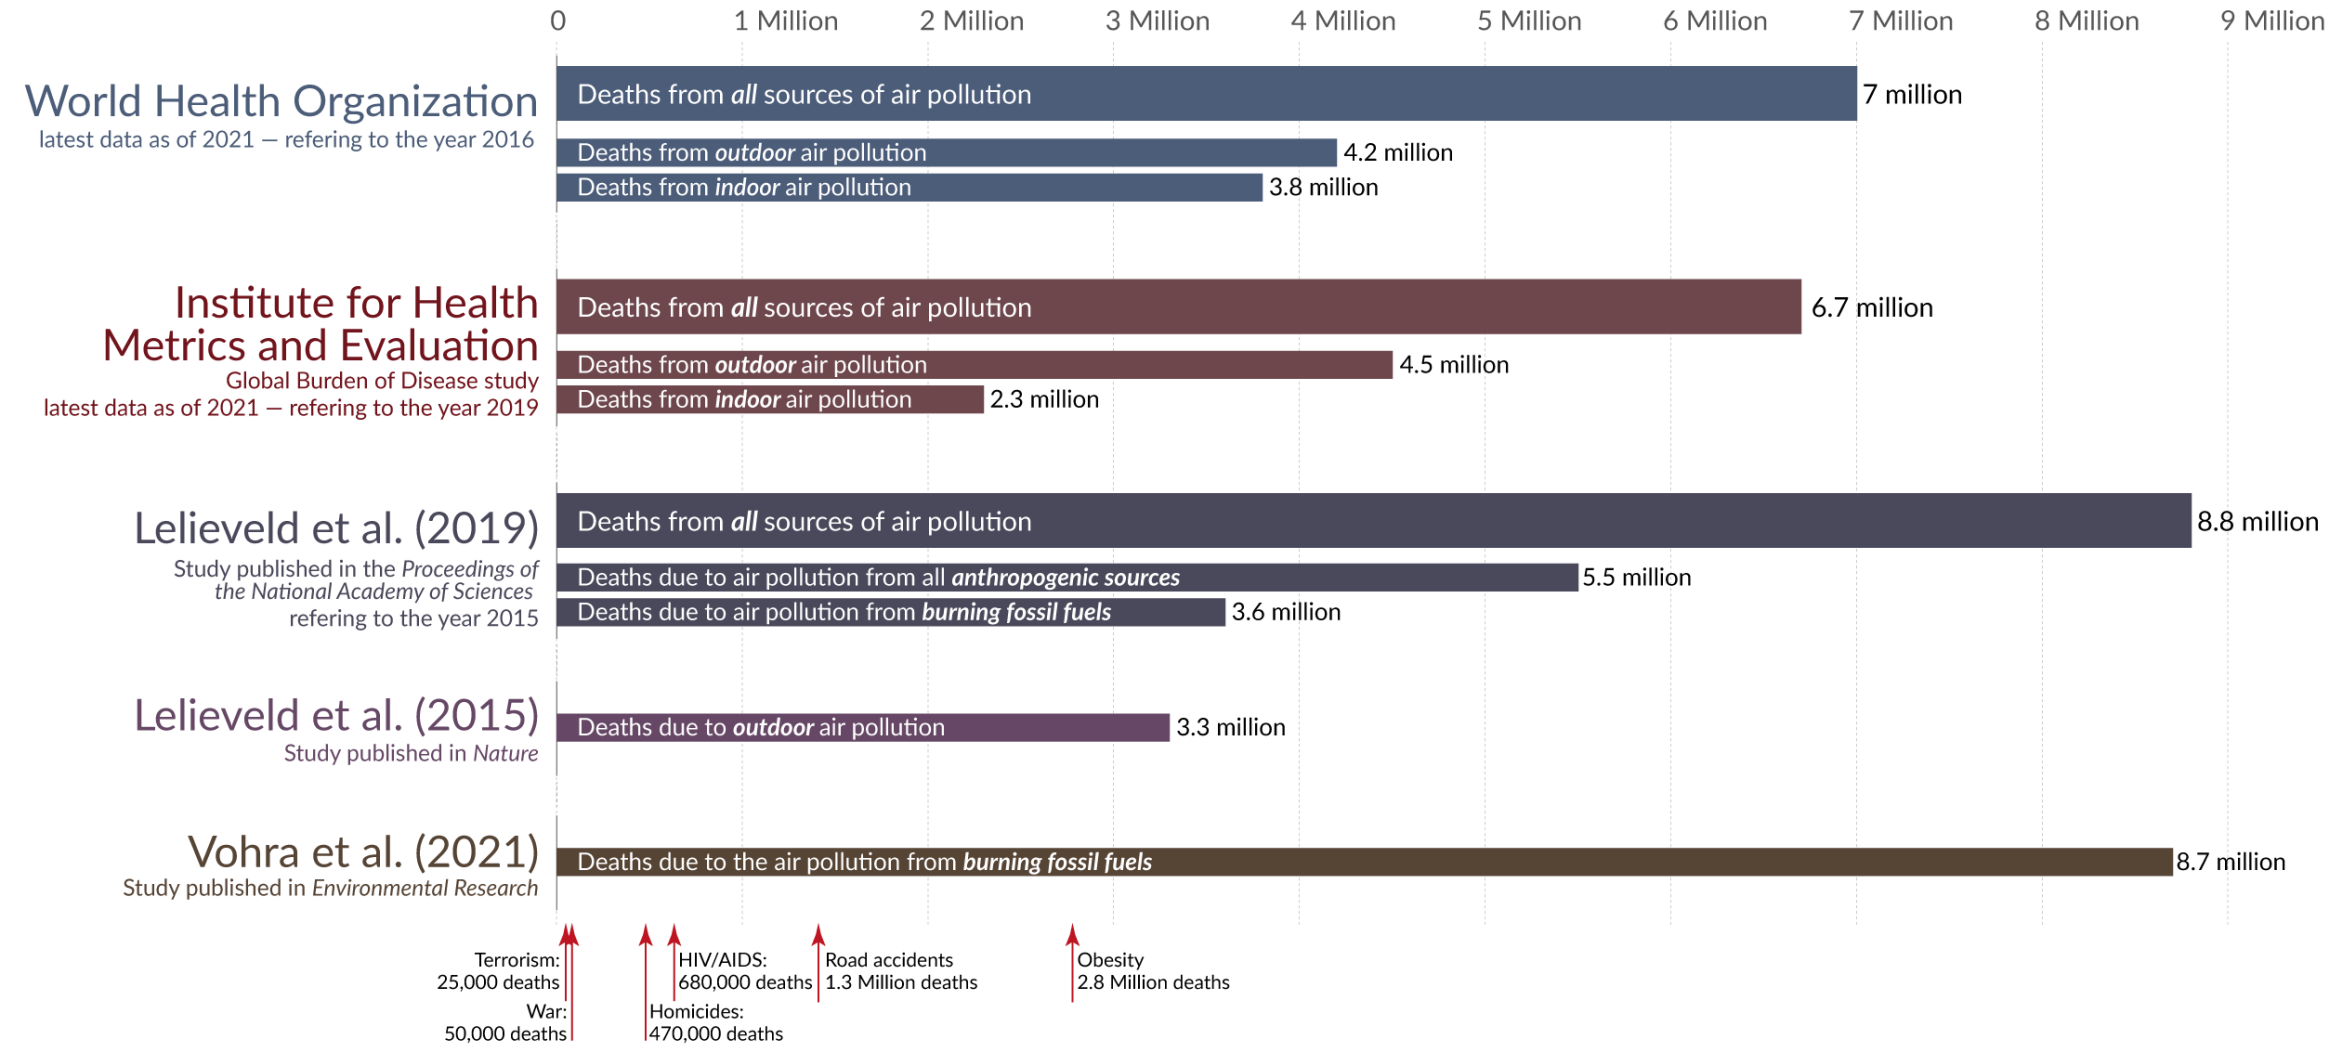 0 1 Million 2 Million 3 Million 4 Million 5 Million 6 Million 7 Million 8 Million 9 Million
World Health Organization
latest data as of 2021 — refering to the year 2016
Deaths from all sources of air pollution 7 million
Deaths from outdoor air pollution 4.2 million
Deaths from indoor air pollution 3.8 million
Institute for Health
Metrics and Evaluation
Global Burden of Disease study
latest data as of 2021 — refering to the year 2019
Deaths from all sources of air pollution 6.7 million
Deaths from outdoor air pollution 4.5 million
Deaths from indoor air pollution 2.3 million
Lelieveld et al. (2019)
Study published in the Proceedings of
the National Academy of Sciences
refering to the year 2015
Deaths from all sources of air pollution 8.8 million
Deaths due to air pollution from all anthropogenic sources 5.5 million
Deaths due to air pollution from burning fossil fuels 3.6 million
Lelieveld et al. (2015)
Study published in Nature
Deaths due to outdoor air pollution 3.3 million
Vohra et al. (2021)
Study published in Environmental Research
Deaths due to the air pollution from burning fossil fuels 8.7 million
Terrorism:
25,000 deaths
War:
50,000 deaths
Homicides:
470,000 deaths
HIV/AIDS:
680,000 deaths
Road accidents
1.3 Million deaths
Obesity
2.8 Million deaths